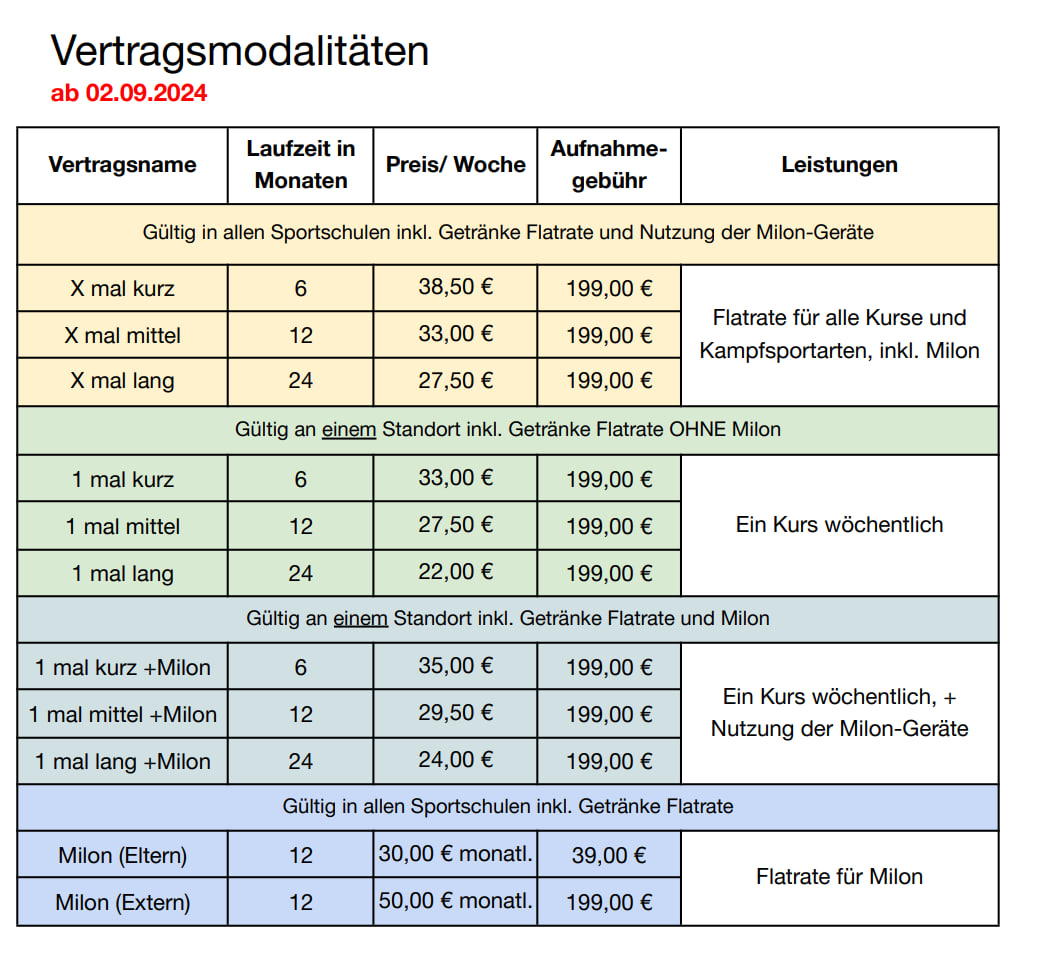 Vertragsmodalitäten
ab 02.09.2024
Vertragsname Laufzeit in Monaten Preis/ Woche Aufnahme-gebühr Leistungen
Gültig in allen Sportschulen inkl. Getränke Flatrate und Nutzung der Milon-Geräte
X mal kurz 6 38,50 € 199,00 €
X mal mittel 12 33,00 € 199,00 €
X mal lang 24 27,50 € 199,00 €
Flatrate für alle Kurse und
Kampfsportarten, inkl. Milon
Gültig an einem Standort inkl. Getränke Flatrate OHNE Milon
1 mal kurz 6 33,00 € 199,00 €
1 mal mittel 12 27,50 € 199,00 €
1 mal lang 24 22,00 € 199,00 €
Ein Kurs wöchentlich
Gültig an einem Standort inkl. Getränke Flatrate und Milon
1 mal kurz +Milon 6 35,00 € 199,00 €
1 mal mittel +Milon 12 29,50 € 199,00 €
1 mal lang +Milon 24 24,00 € 199,00 €
Ein Kurs wöchentlich, +
Nutzung der Milon-Geräte
Gültig in allen Sportschulen inkl. Getränke Flatrate
Milon (Eltern) 12 30,00 € monatl. 39,00 €
Milon (Extern) 12 50,00 € monatl. 199,00 €
Flatrate für Milon